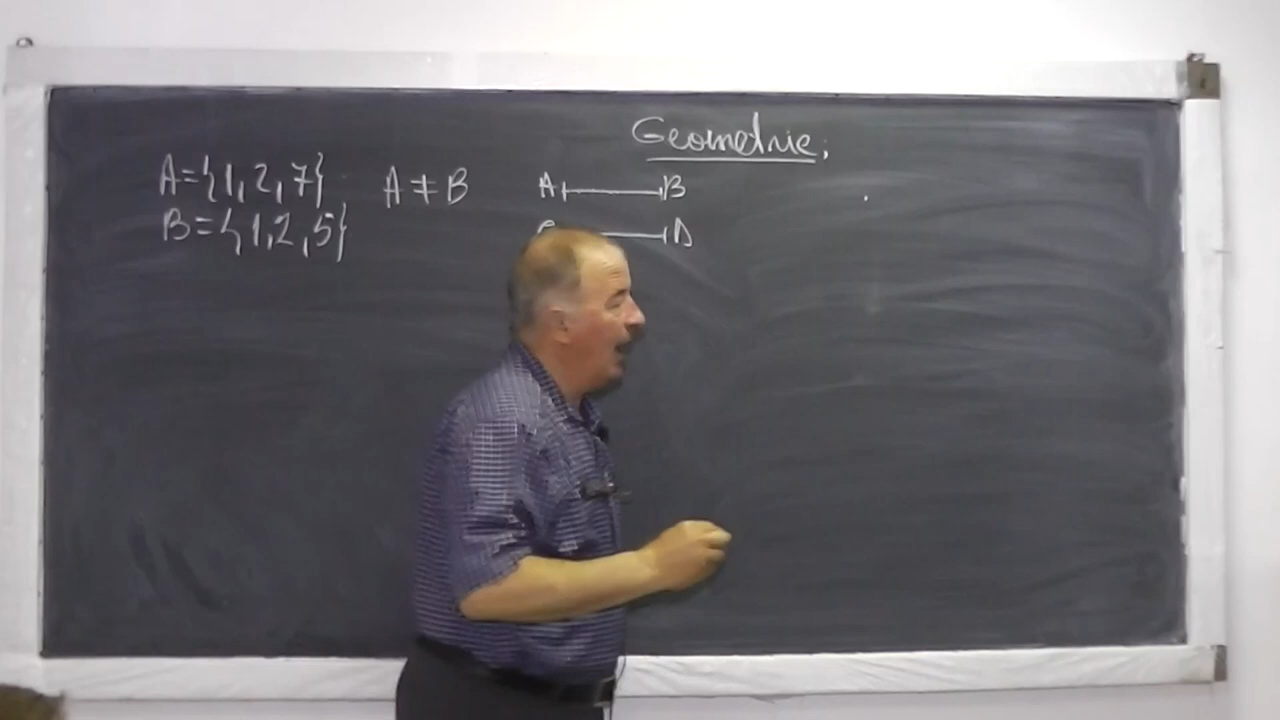 Geometrie;
A={1,2,7} A≠B A B
B={1,2,5} C D